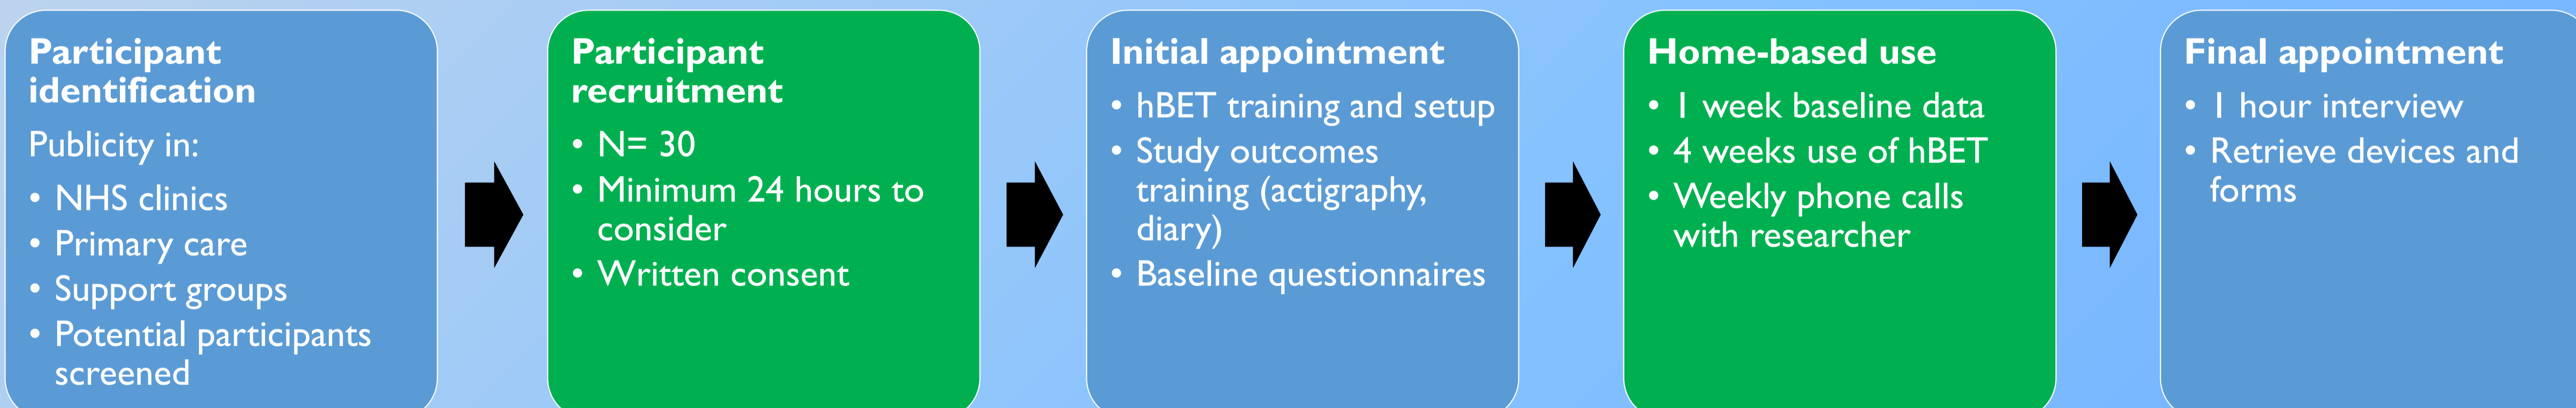 Participant
identification
Publicity in:
• NHS clinics
• Primary care
• Support groups
• Potential participants
screened
Participant
recruitment
• N= 30
• Minimum 24 hours to
consider
• Written consent
Initial appointment
• hBET training and setup
• Study outcomes
training (actigraphy,
diary)
• Baseline questionnaires
Home-based use
• 1 week baseline data
• 4 weeks use of hBET
• Weekly phone calls
with researcher
Final appointment
• 1 hour interview
• Retrieve devices and
forms